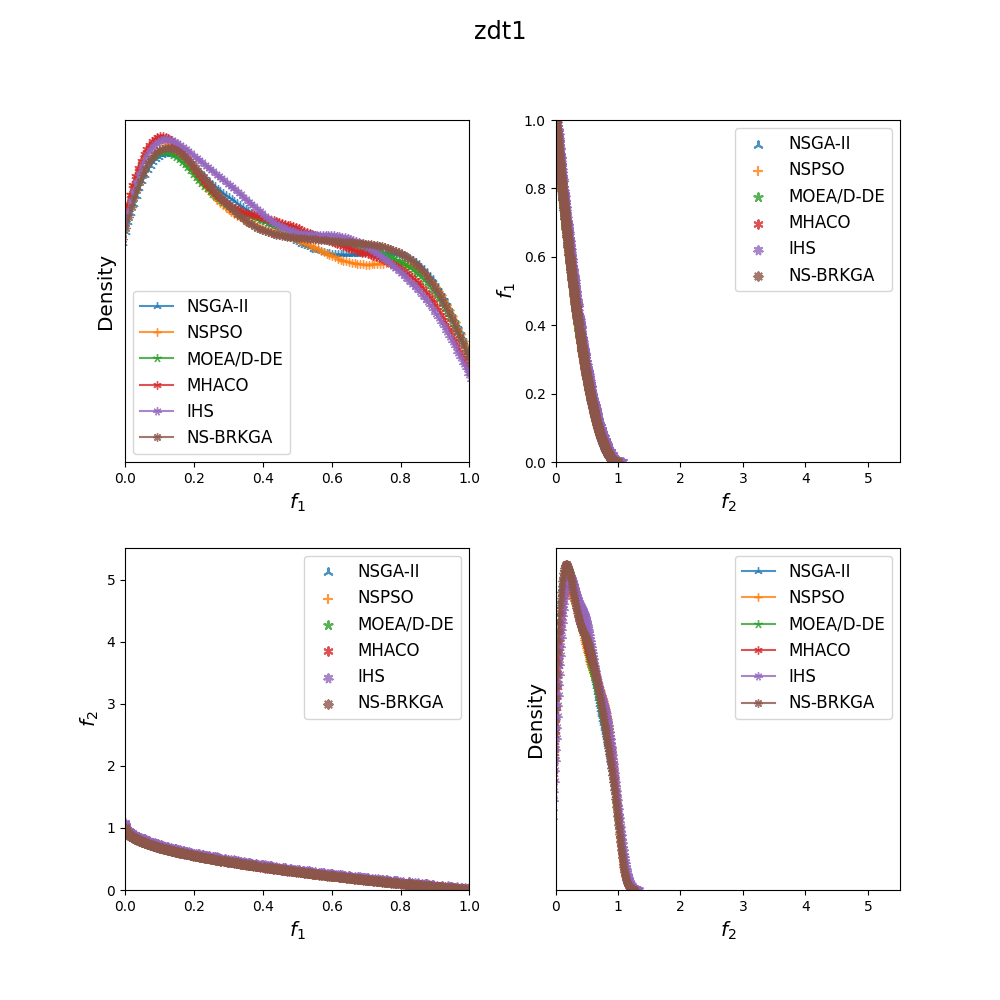 zdt1
Density
NSGA-II
NSPSO
MOEA/D-DE
MHACO
IHS
NS-BRKGA
0.0 0.2 0.4 0.6 0.8 1.0
f1
f1
1.0
0.8
0.6
0.4
0.2
0.0
NSGA-II
NSPSO
MOEA/D-DE
MHACO
IHS
NS-BRKGA
0 1 2 3 4 5
f2
f2
5
4
3
2
1
0
NSGA-II
NSPSO
MOEA/D-DE
MHACO
IHS
NS-BRKGA
0.0 0.2 0.4 0.6 0.8 1.0
f1
Density
NSGA-II
NSPSO
MOEA/D-DE
MHACO
IHS
NS-BRKGA
0 1 2 3 4 5
f2